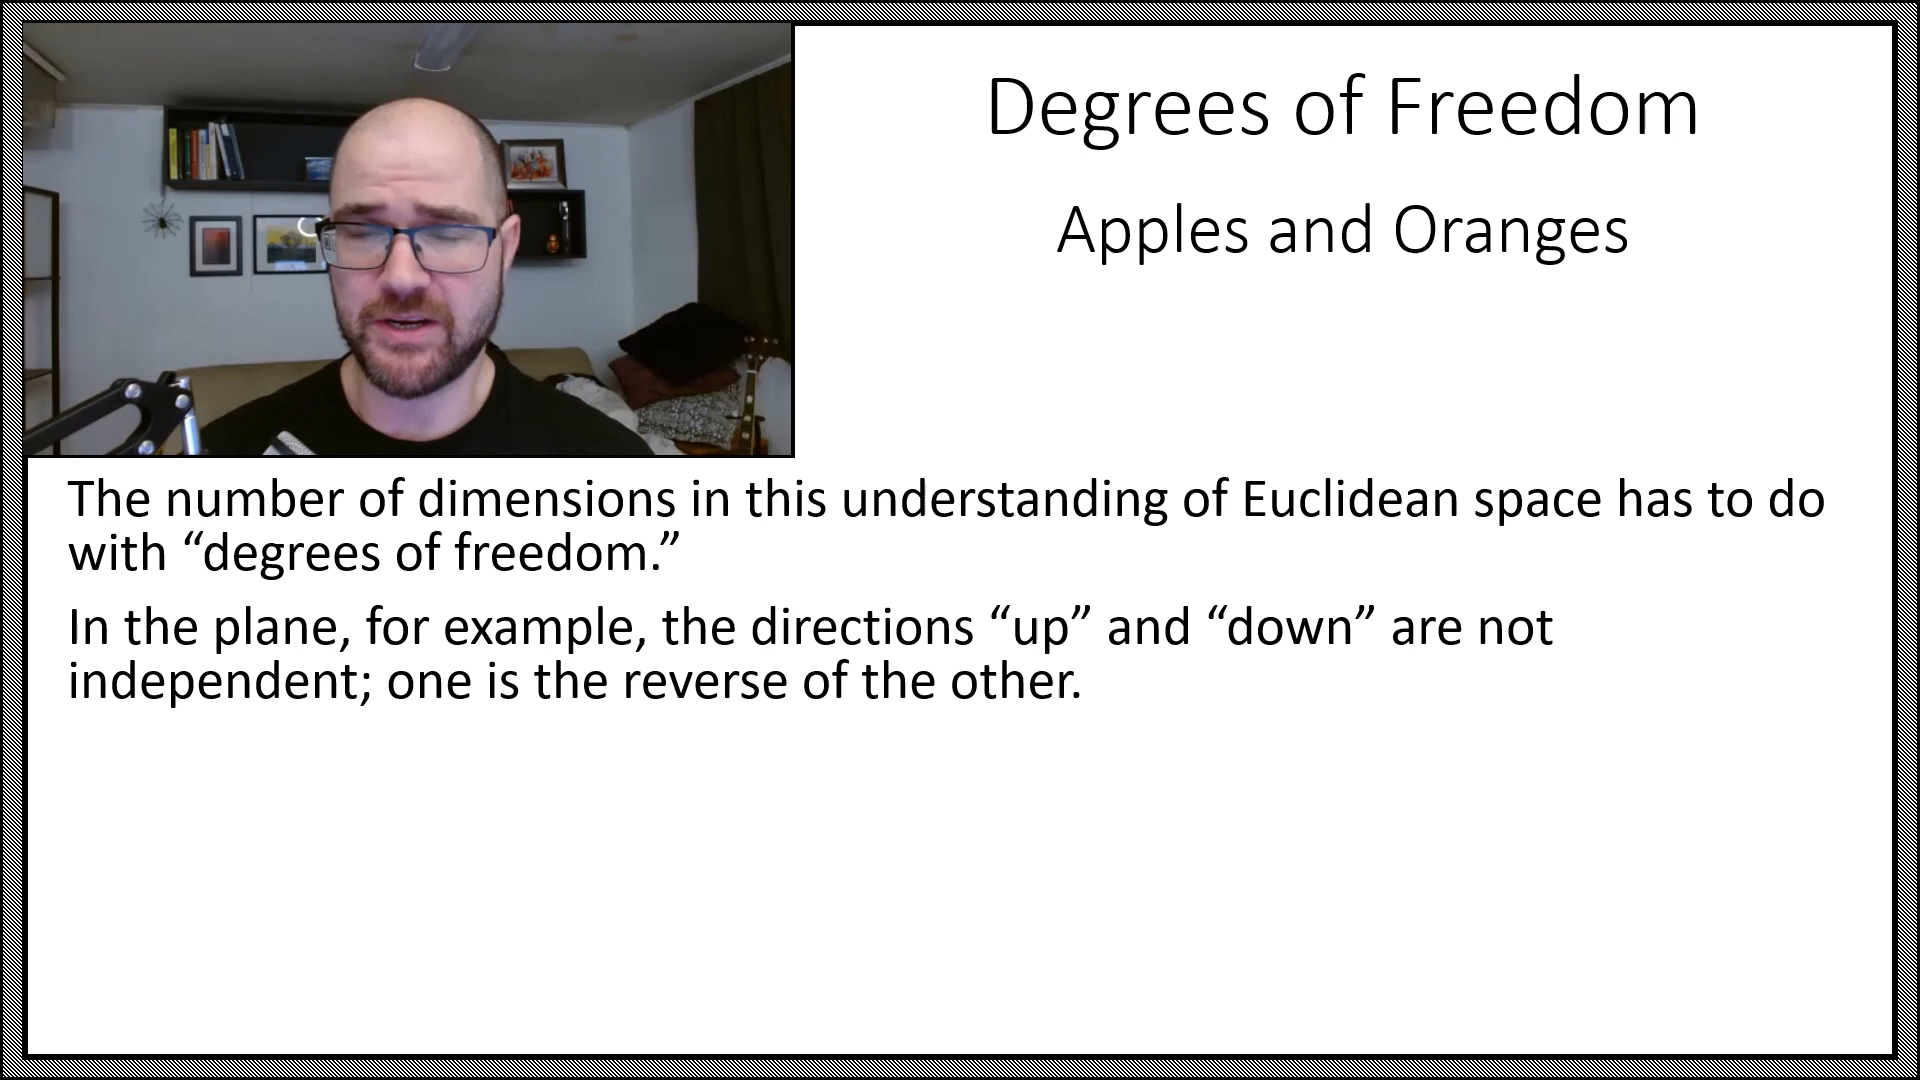 Degrees of Freedom
Apples and Oranges
The number of dimensions in this understanding of Euclidean space has to do
with “degrees of freedom.”
In the plane, for example, the directions “up” and “down” are not
independent; one is the reverse of the other.